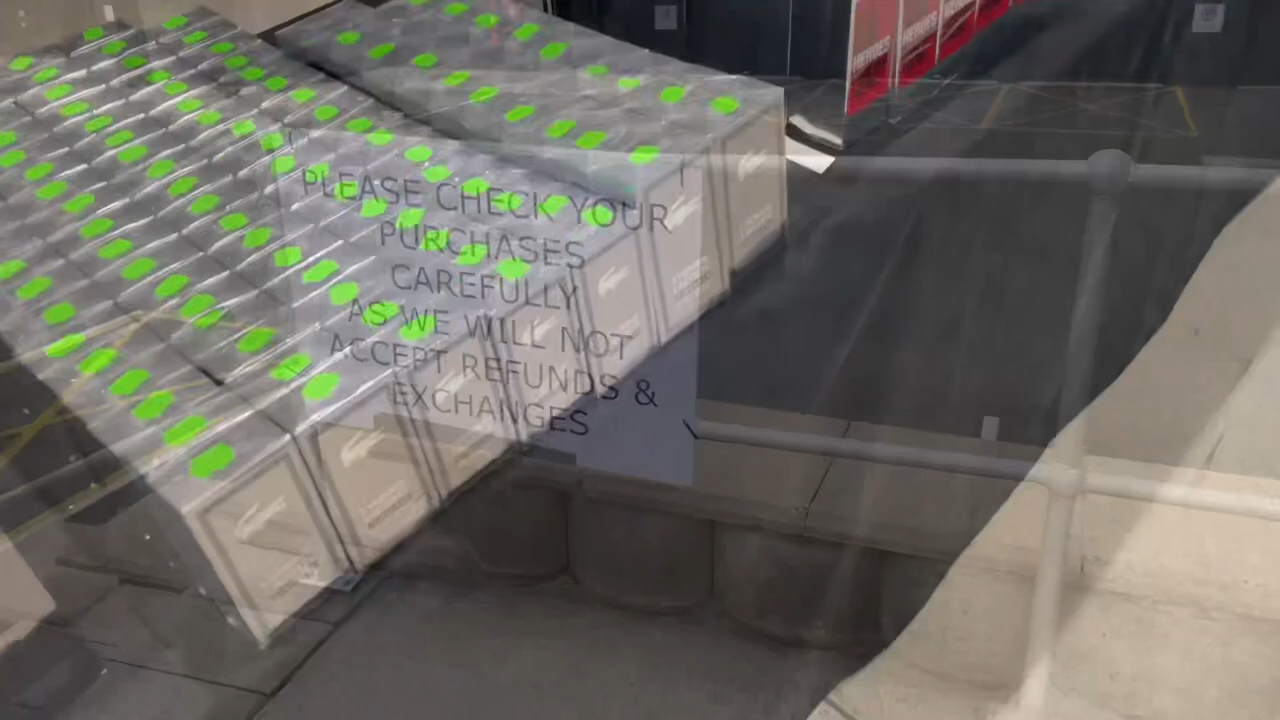 PLEASE CHECK YOUR
PURCHASES
CAREFULLY
AS WE WILL NOT
ACCEPT REFUNDS &
EXCHANGES